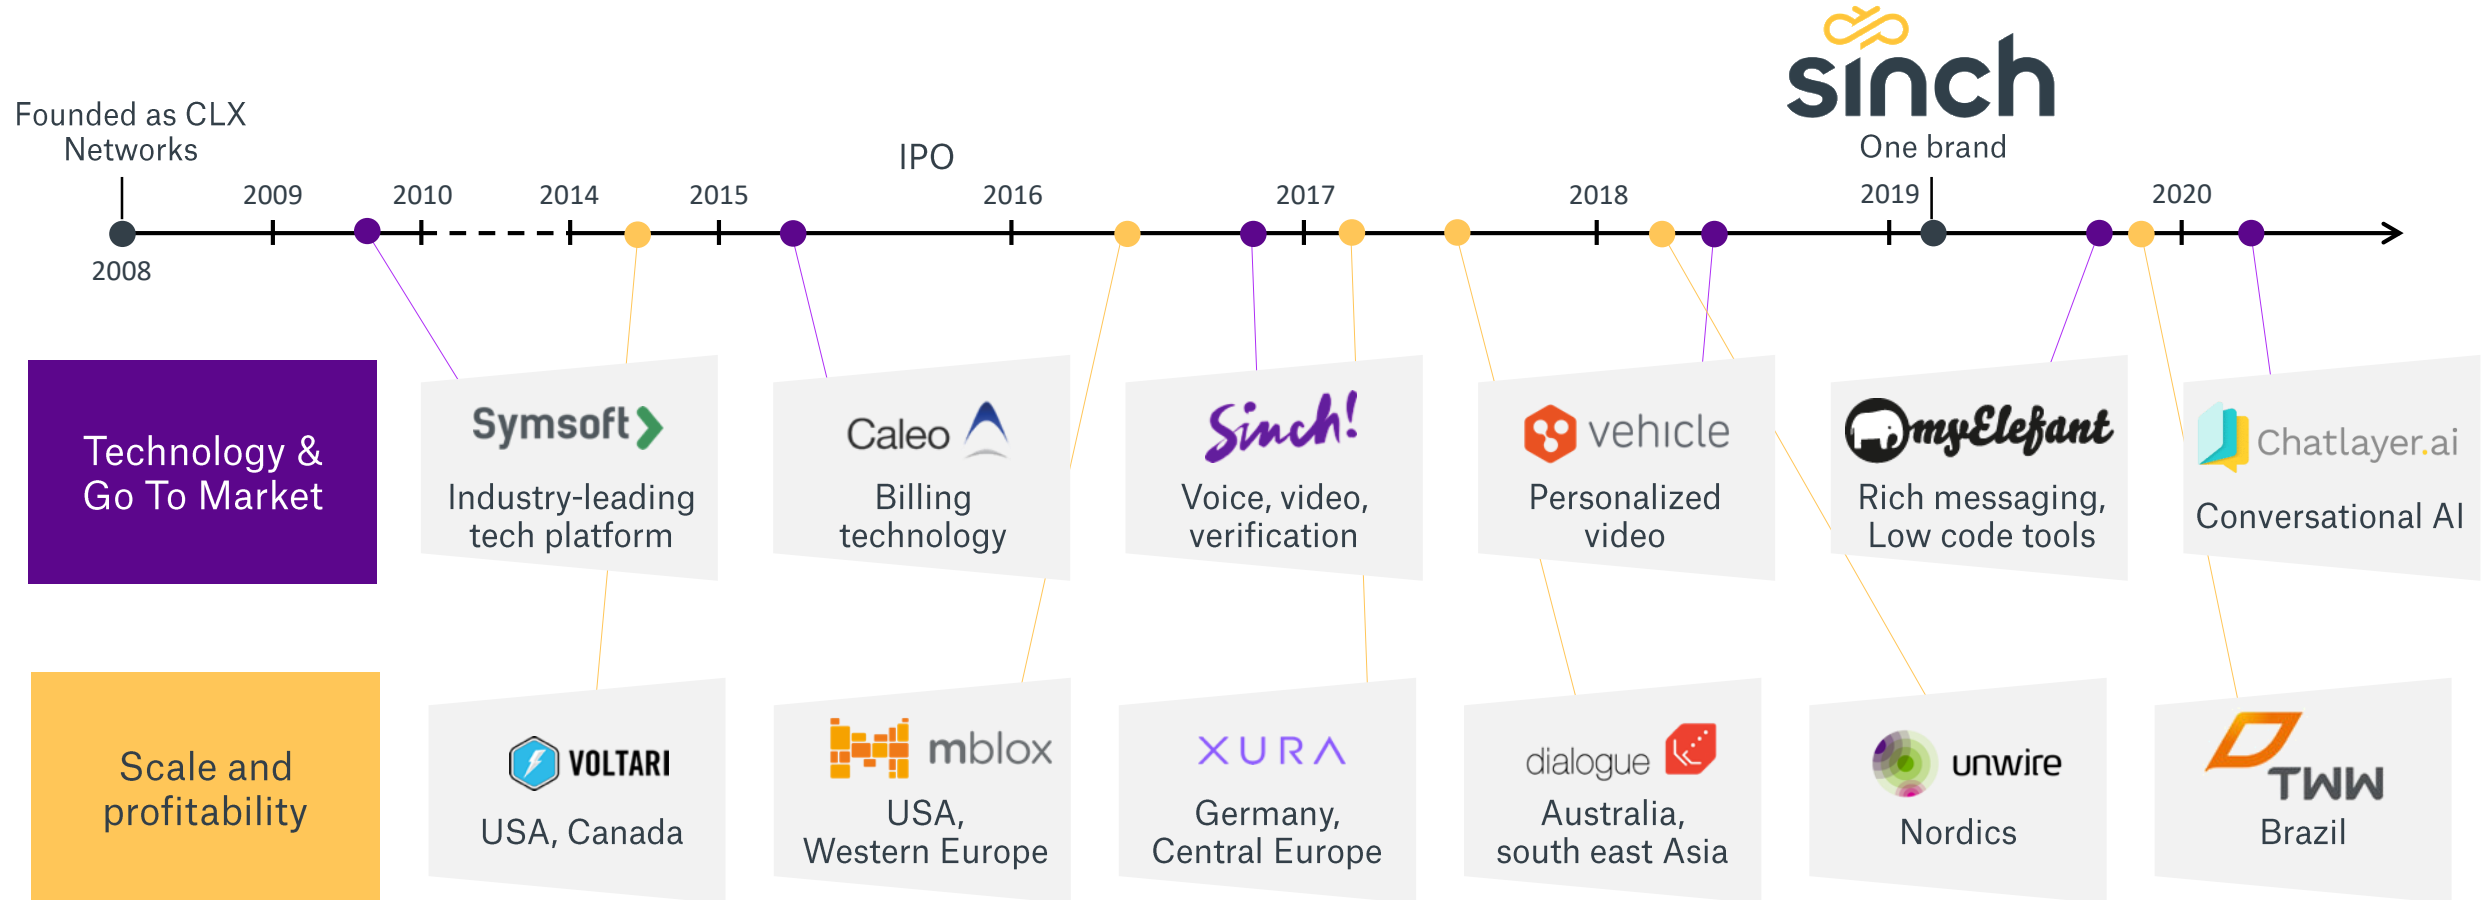 sinch
Founded as CLX
Networks
IPO
One brand
2009
2010
2014
2015
2016
2017
2018
2019
2020
2008
Technology &
Go To Market
Symsoft
Industry-leading
tech platform
Caleo
Billing
technology
Sinch!
Voice, video,
verification
vehicle
Personalized
video
myElefant
Rich messaging,
Low code tools
Chatlayer.ai
Conversational AI
Scale and
profitability
VOLTARI
USA, Canada
mblox
USA,
Western Europe
XURA
Germany,
Central Europe
dialogue
Australia,
south east Asia
unwire
Nordics
TWW
Brazil